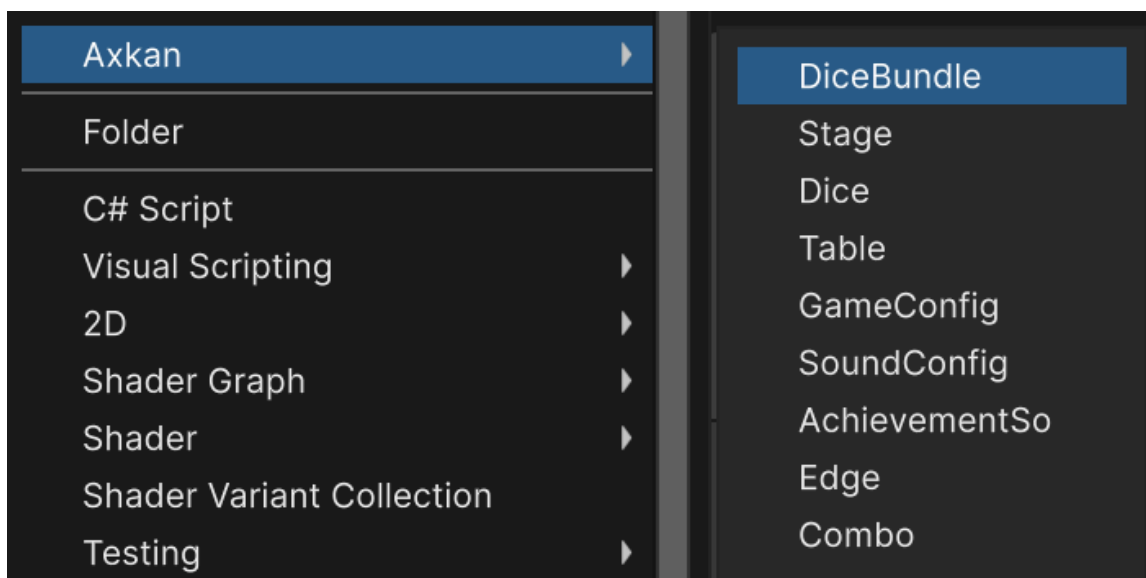 Axkan
Folder
C# Script
Visual Scripting
2D
Shader Graph
Shader
Shader Variant Collection
Testing
DiceBundle
Stage
Dice
Table
GameConfig
SoundConfig
AchievementSo
Edge
Combo